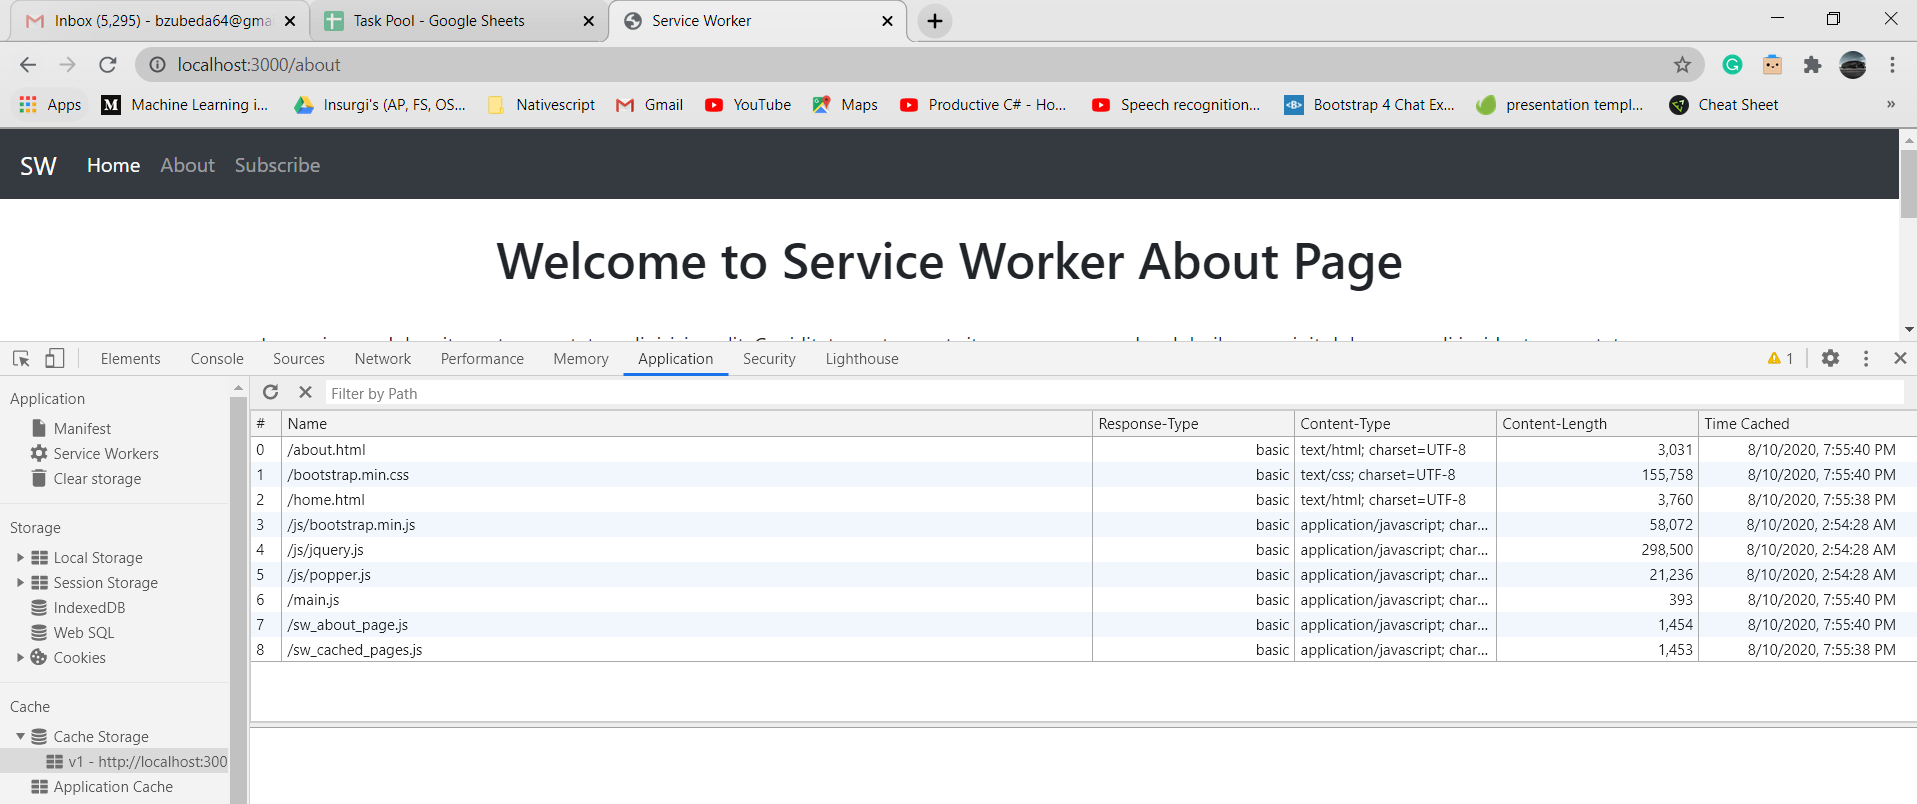 Inbox (5,295) - bzubeda64@gma
Task Pool - Google Sheets
Service Worker
localhost:3000/about
Apps
Machine Learning i...
Insurgi's (AP, FS, OS...
Nativescript
Gmail
YouTube
Maps
Productive C# - Ho...
Speech recognition...
Bootstrap 4 Chat Ex...
presentation templ...
Cheat Sheet
»
SW Home About Subscribe
Welcome to Service Worker About Page
Elements Console Sources Network Performance Memory Application Security Lighthouse 1
Application
Manifest
Service Workers
Clear storage
Storage
Local Storage
Session Storage
IndexedDB
Web SQL
Cookies
Cache
Cache Storage
v1 - http://localhost:300
Application Cache
Filter by Path
# Name Response-Type Content-Type Content-Length Time Cached
0 /about.html basic text/html; charset=UTF-8 3,031 8/10/2020, 7:55:40 PM
1 /bootstrap.min.css basic text/css; charset=UTF-8 155,758 8/10/2020, 7:55:40 PM
2 /home.html basic text/html; charset=UTF-8 3,760 8/10/2020, 7:55:38 PM
3 /js/bootstrap.min.js basic application/javascript; char... 58,072 8/10/2020, 2:54:28 AM
4 /js/jquery.js basic application/javascript; char... 298,500 8/10/2020, 2:54:28 AM
5 /js/popper.js basic application/javascript; char... 21,236 8/10/2020, 2:54:28 AM
6 /main.js basic application/javascript; char... 393 8/10/2020, 7:55:40 PM
7 /sw_about_page.js basic application/javascript; char... 1,454 8/10/2020, 7:55:40 PM
8 /sw_cached_pages.js basic application/javascript; char... 1,453 8/10/2020, 7:55:38 PM